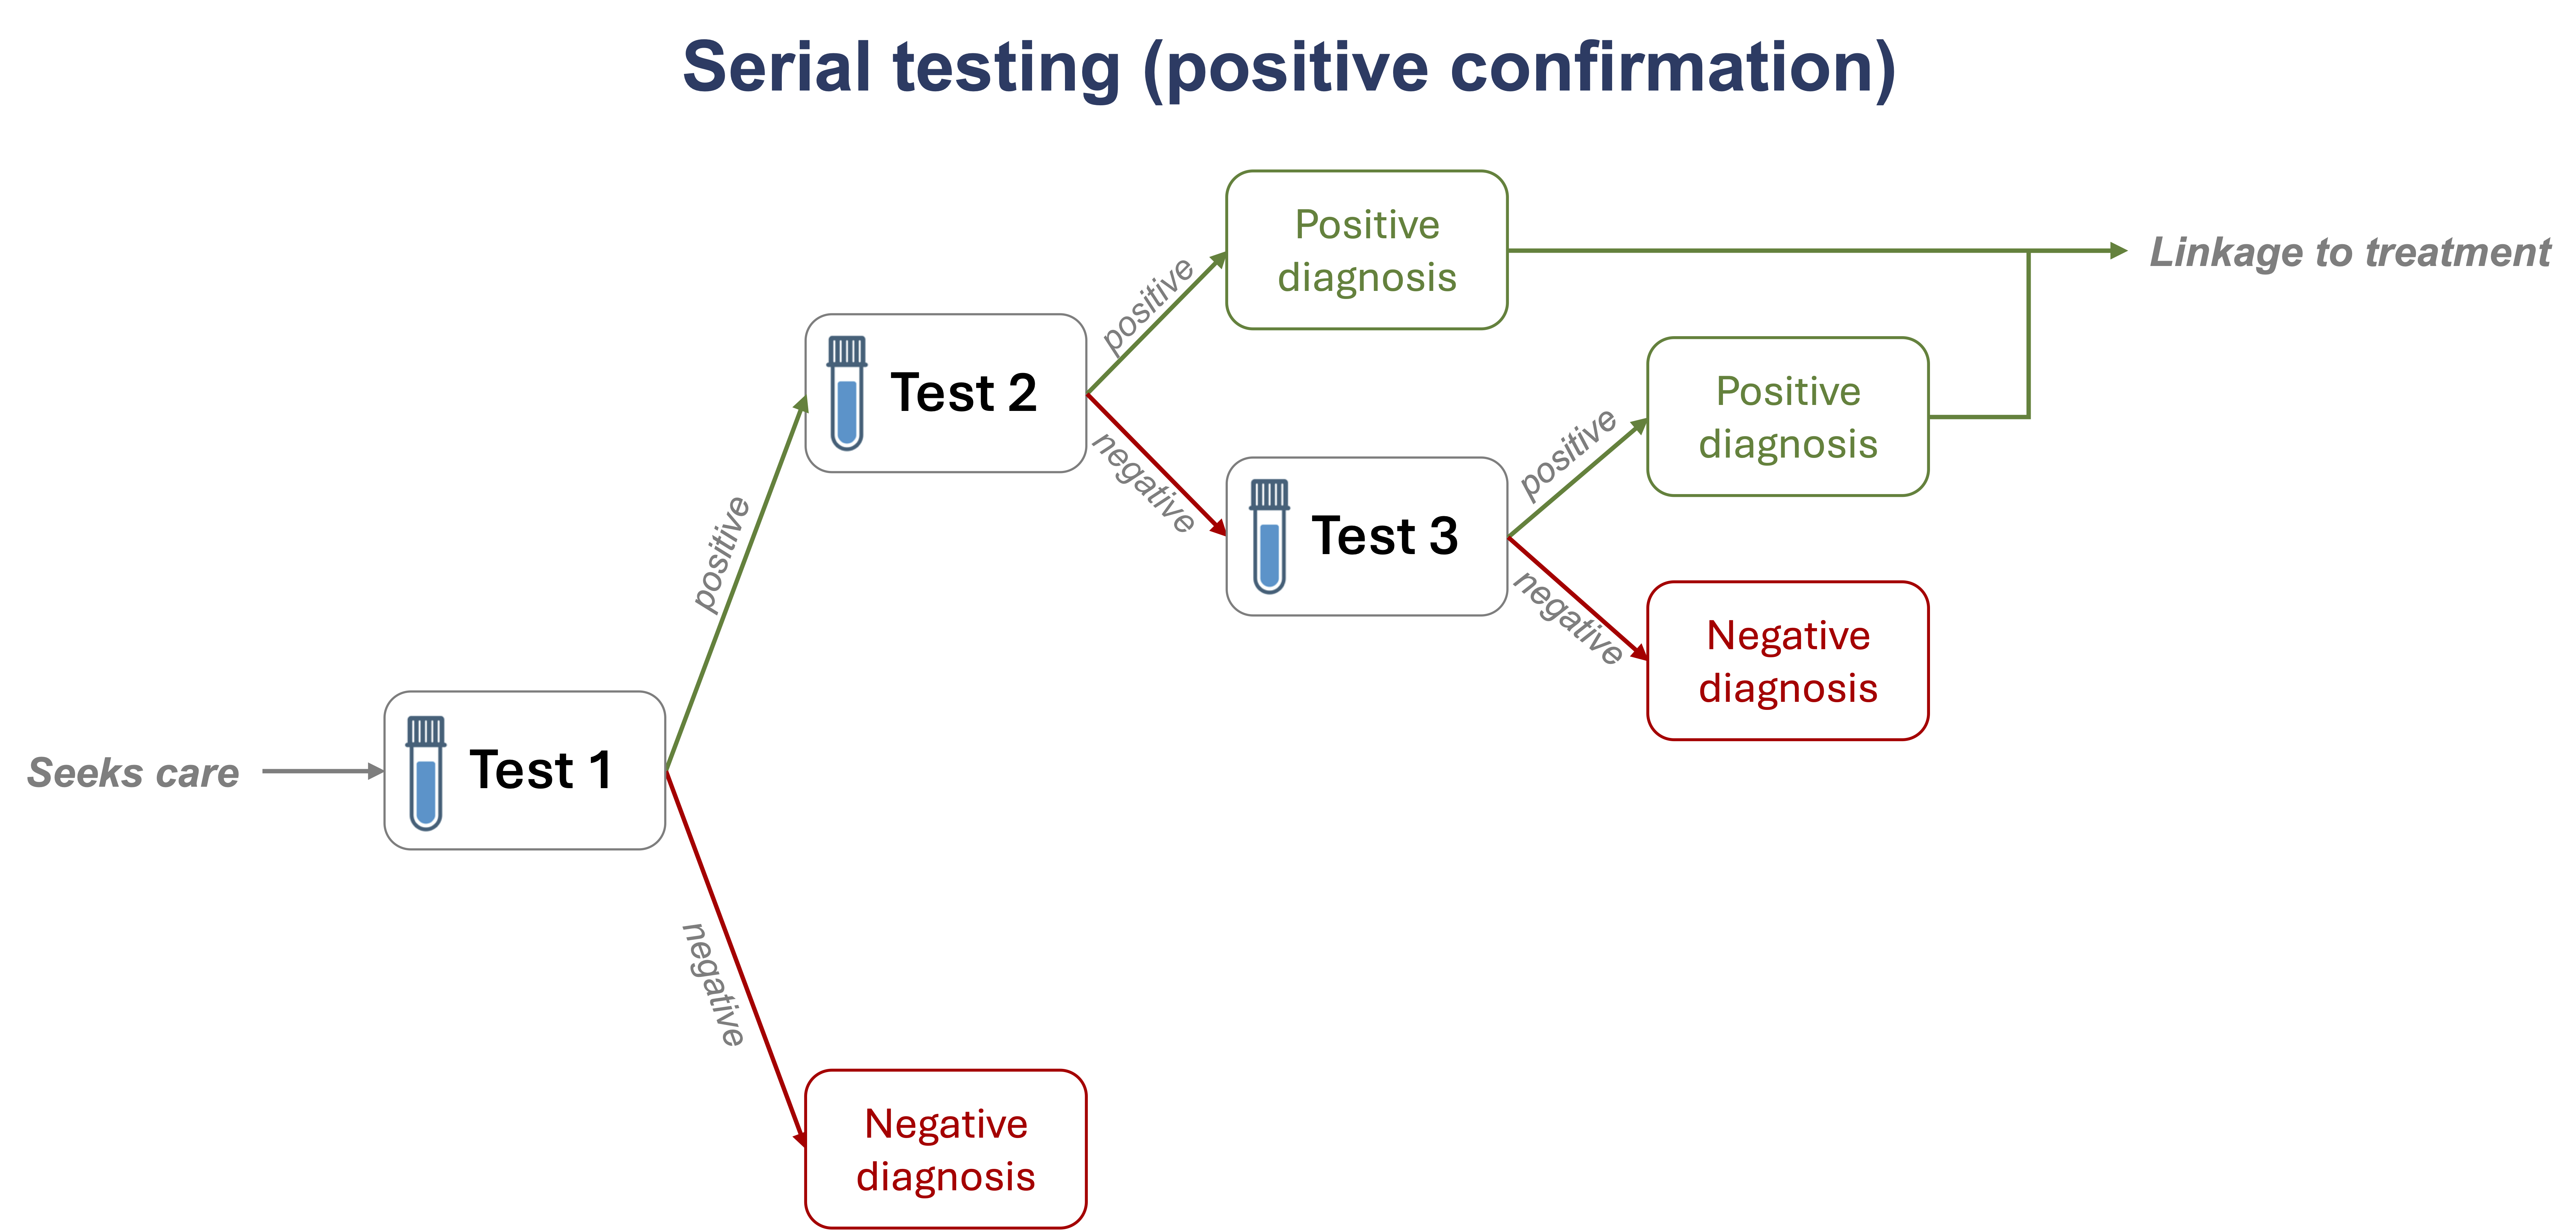 Serial testing (positive confirmation)
Positive
diagnosis
Linkage to treatment
positive
Test 2
negative
Positive
diagnosis
positive
Test 3
negative
Negative
diagnosis
positive
Seeks care
Test 1
negative
Negative
diagnosis